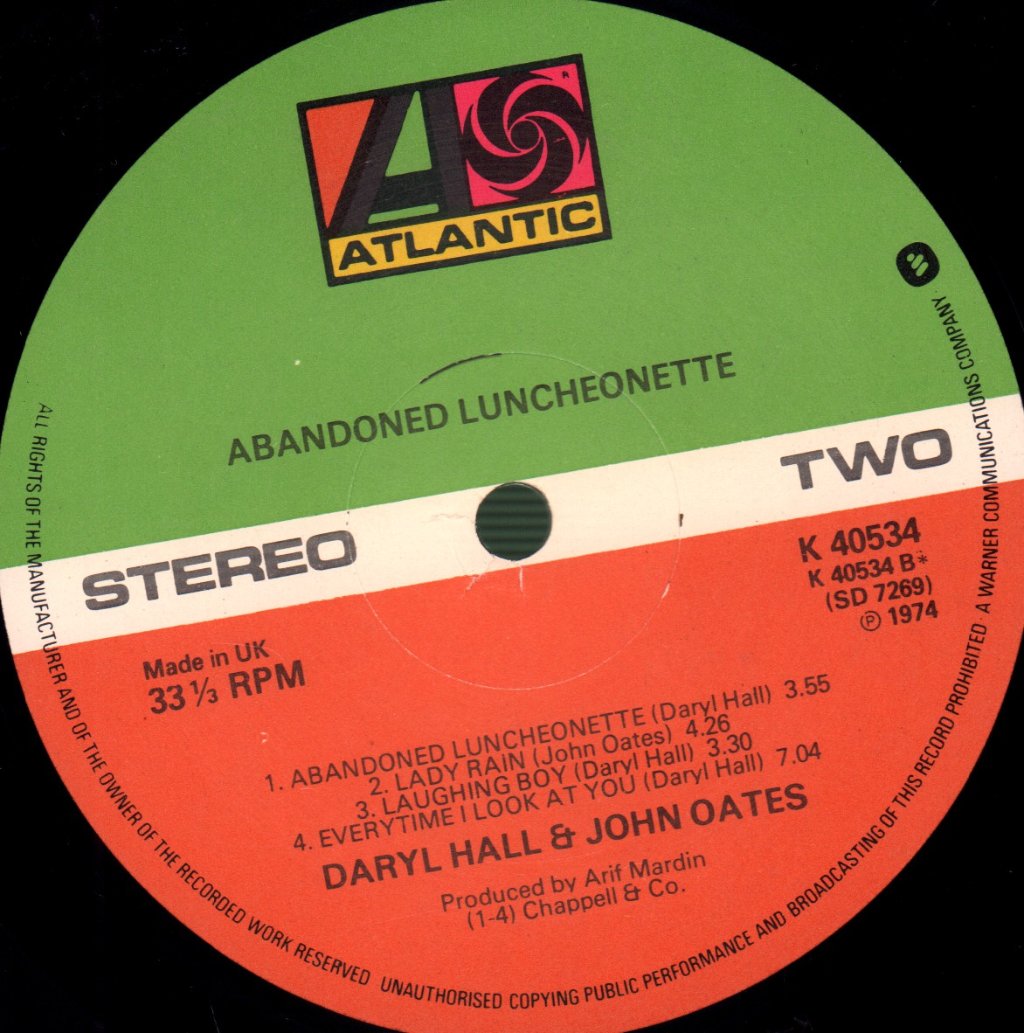 ATLANTIC
®
ABANDONED LUNCHEONETTE
STEREO
TWO
Made in UK
33⅓ RPM
K 40534
K 40534 B*
(SD 7269)
℗ 1974
1. ABANDONED LUNCHEONETTE (Daryl Hall) 3.55
2. LADY RAIN (John Oates) 4.26
3. LAUGHING BOY (Daryl Hall) 3.30
4. EVERYTIME I LOOK AT YOU (Daryl Hall) 7.04
DARYL HALL & JOHN OATES
Produced by Arif Mardin
(1-4) Chappell & Co.
ALL RIGHTS OF THE MANUFACTURER AND OF THE OWNER OF THE RECORDED WORK RESERVED UNAUTHORISED COPYING PUBLIC PERFORMANCE AND BROADCASTING OF THIS RECORD PROHIBITED · A WARNER COMMUNICATIONS COMPANY ·